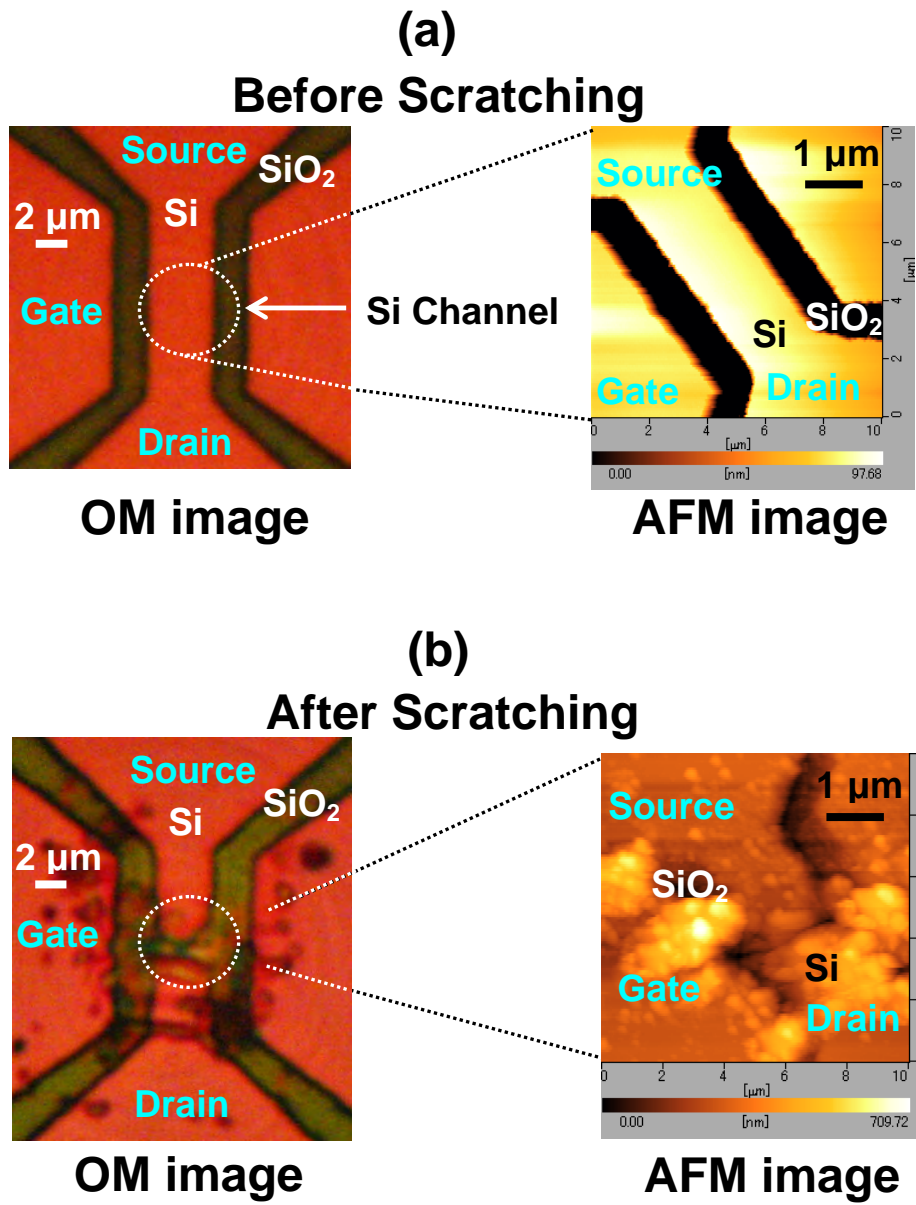 (a)
Before Scratching
Source
SiO₂
2 µm
Si
Gate
Drain
Si Channel
OM image
1 µm
Source
SiO₂
Si
Gate
Drain
10
8
6
[µm]
4
2
0
0 2 4 6 8 10
[µm]
0.00 [nm] 97.68
AFM image
(b)
After Scratching
Source
SiO₂
Si
2 µm
Gate
Drain
OM image
1 µm
Source
SiO₂
Si
Gate
Drain
0 2 4 6 8 10
[µm]
0.00 [nm] 709.72
AFM image